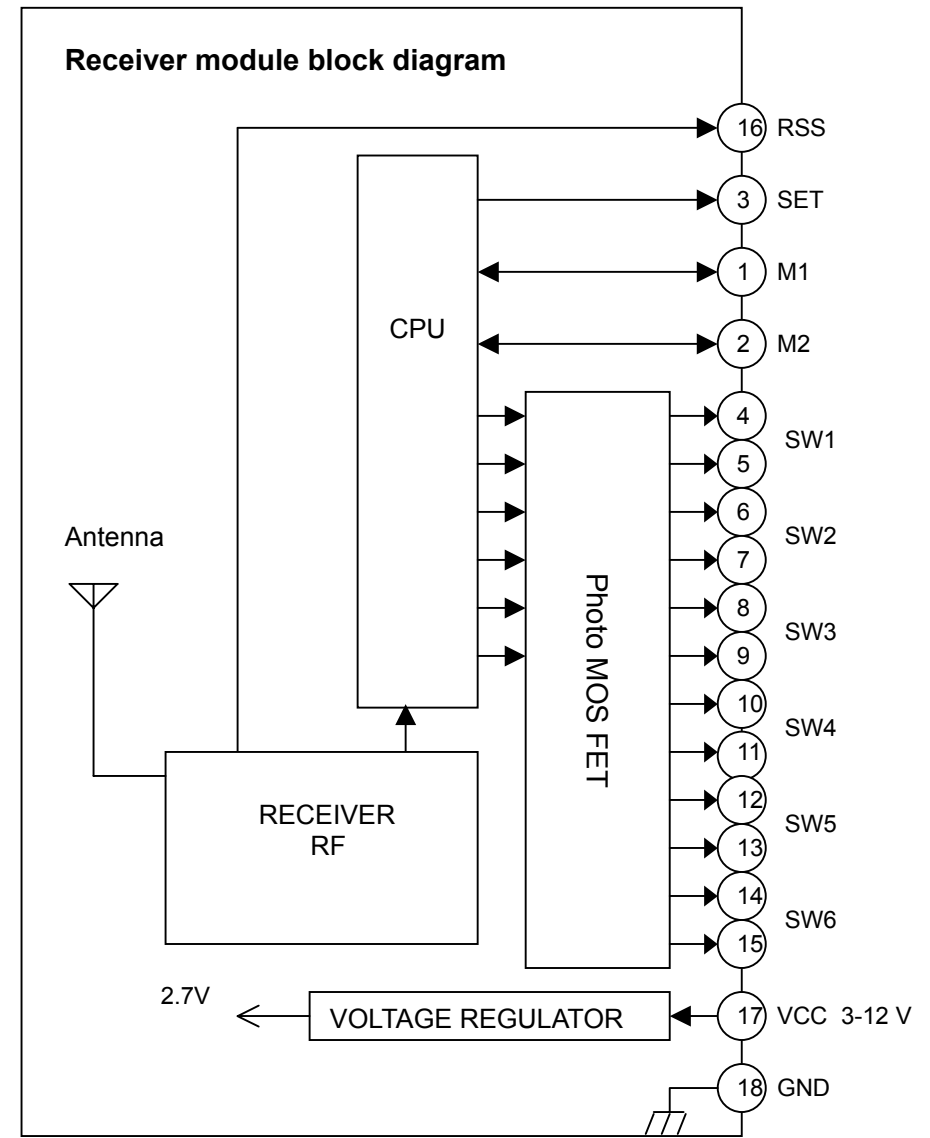 Receiver module block diagram
16 RSS
3 SET
1 M1
CPU
2 M2
4
SW1
5
6
Antenna
SW2
7
Photo MOS FET
8
SW3
9
10
SW4
11
RECEIVER
RF
12
SW5
13
14
SW6
15
2.7V
VOLTAGE REGULATOR
17 VCC 3-12 V
18 GND